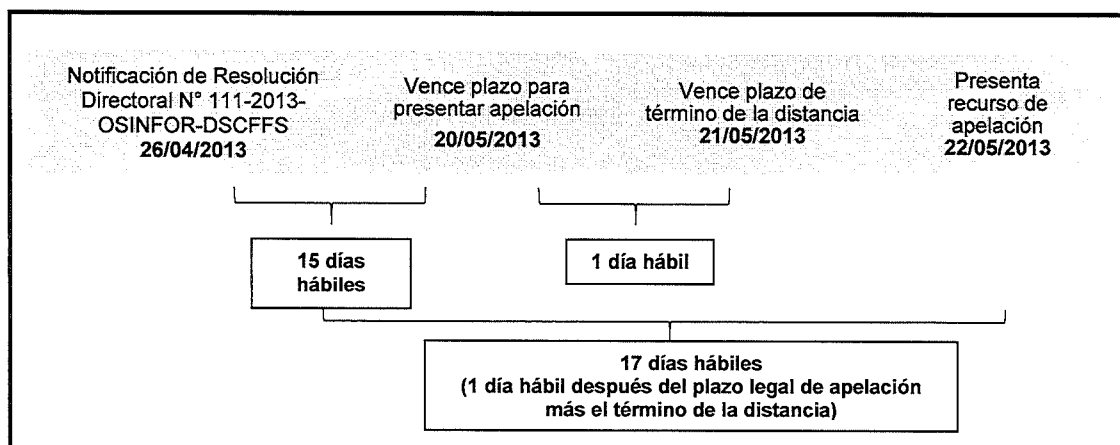 Notificación de Resolución
Directoral N° 111-2013-
OSINFOR-DSCFFS
26/04/2013
Vence plazo para
presentar apelación
20/05/2013
Vence plazo de
término de la distancia
21/05/2013
Presenta
recurso de
apelación
22/05/2013
15 días
hábiles
1 día hábil
17 días hábiles
(1 día hábil después del plazo legal de apelación
más el término de la distancia)